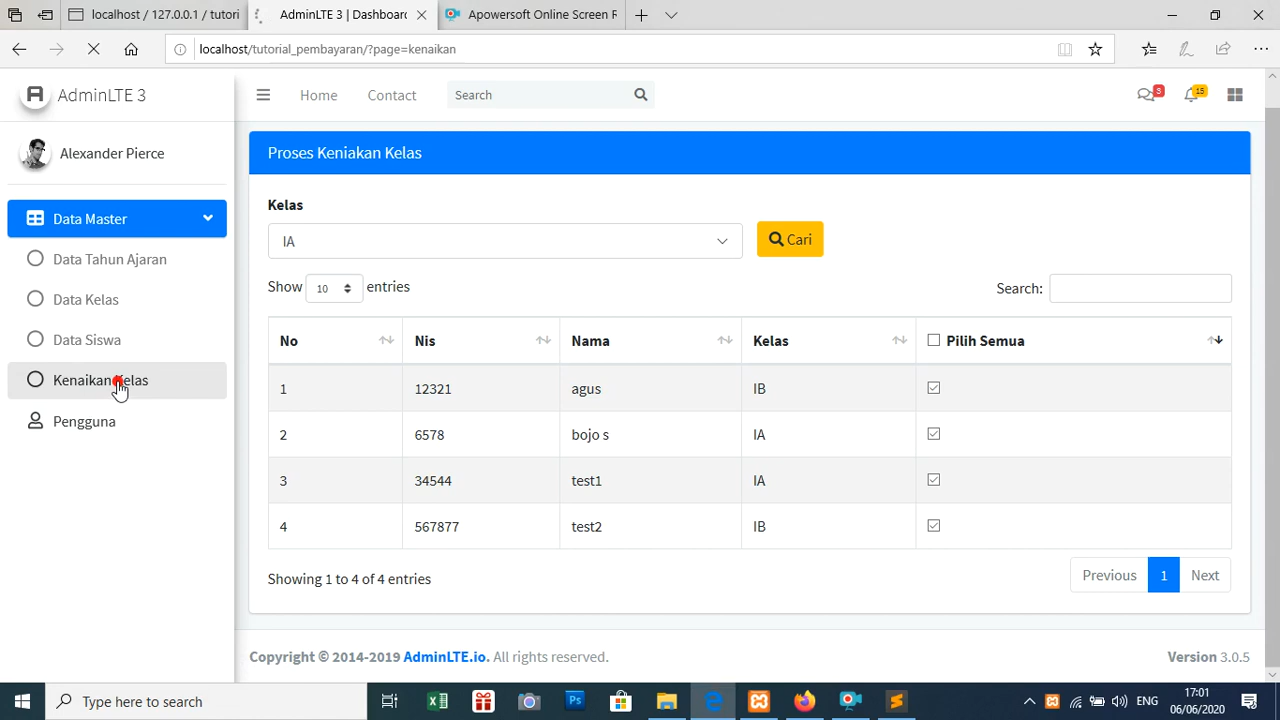 localhost / 127.0.0.1 / tutori
AdminLTE 3 | Dashboard
Apowersoft Online Screen R
localhost/tutorial_pembayaran/?page=kenaikan
AdminLTE 3
Home
Contact
Search
3
15
Alexander Pierce
Data Master
Data Tahun Ajaran
Data Kelas
Data Siswa
Kenaikan Kelas
Pengguna
Proses Keniakan Kelas
Kelas
IA
Cari
Show 10 entries
Search:
No Nis Nama Kelas Pilih Semua
1 12321 agus IB
2 6578 bojo s IA
3 34544 test1 IA
4 567877 test2 IB
Showing 1 to 4 of 4 entries
Previous 1 Next
Copyright © 2014-2019 AdminLTE.io. All rights reserved.
Version 3.0.5
Type here to search
Ps
ENG
17:01
06/06/2020